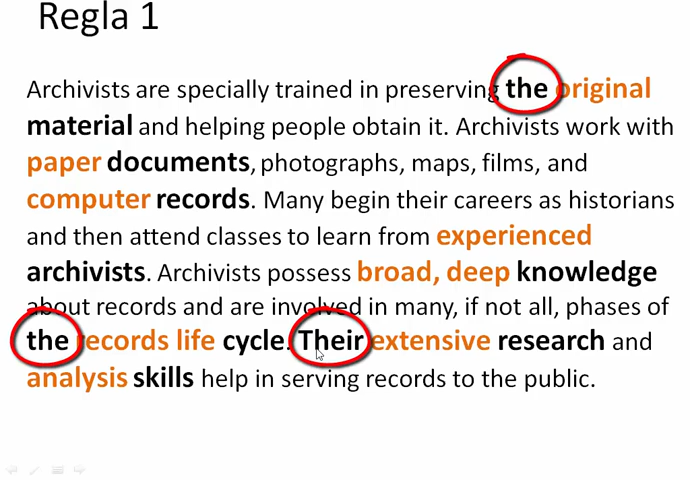 Regla 1
Archivists are specially trained in preserving the original
material and helping people obtain it. Archivists work with
paper documents, photographs, maps, films, and
computer records. Many begin their careers as historians
and then attend classes to learn from experienced
archivists. Archivists possess broad, deep knowledge
about records and are involved in many, if not all, phases of
the records life cycle. Their extensive research and
analysis skills help in serving records to the public.